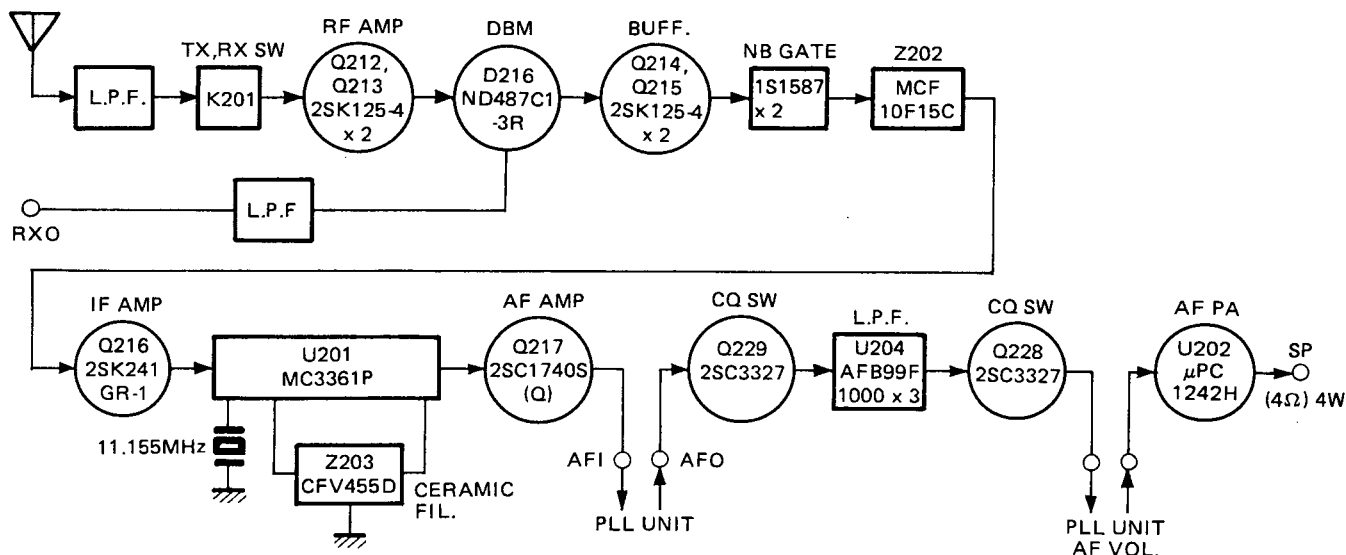 RF AMP
DBM
BUFF.
NB GATE
Z202
TX,RX SW
L.P.F.
K201
Q212,
Q213
2SK125-4
x 2
D216
ND487C1
-3R
Q214,
Q215
2SK125-4
x 2
1S1587
x 2
MCF
10F15C
RXO
L.P.F
IF AMP
Q216
2SK241
GR-1
U201
MC3361P
11.155MHz
Z203
CFV455D
CERAMIC
FIL.
AF AMP
Q217
2SC1740S
(Q)
AFI
AFO
PLL UNIT
CQ SW
Q229
2SC3327
L.P.F.
U204
AFB99F
1000 x 3
CQ SW
Q228
2SC3327
PLL UNIT
AF VOL.
AF PA
U202
μPC
1242H
SP
(4Ω) 4W